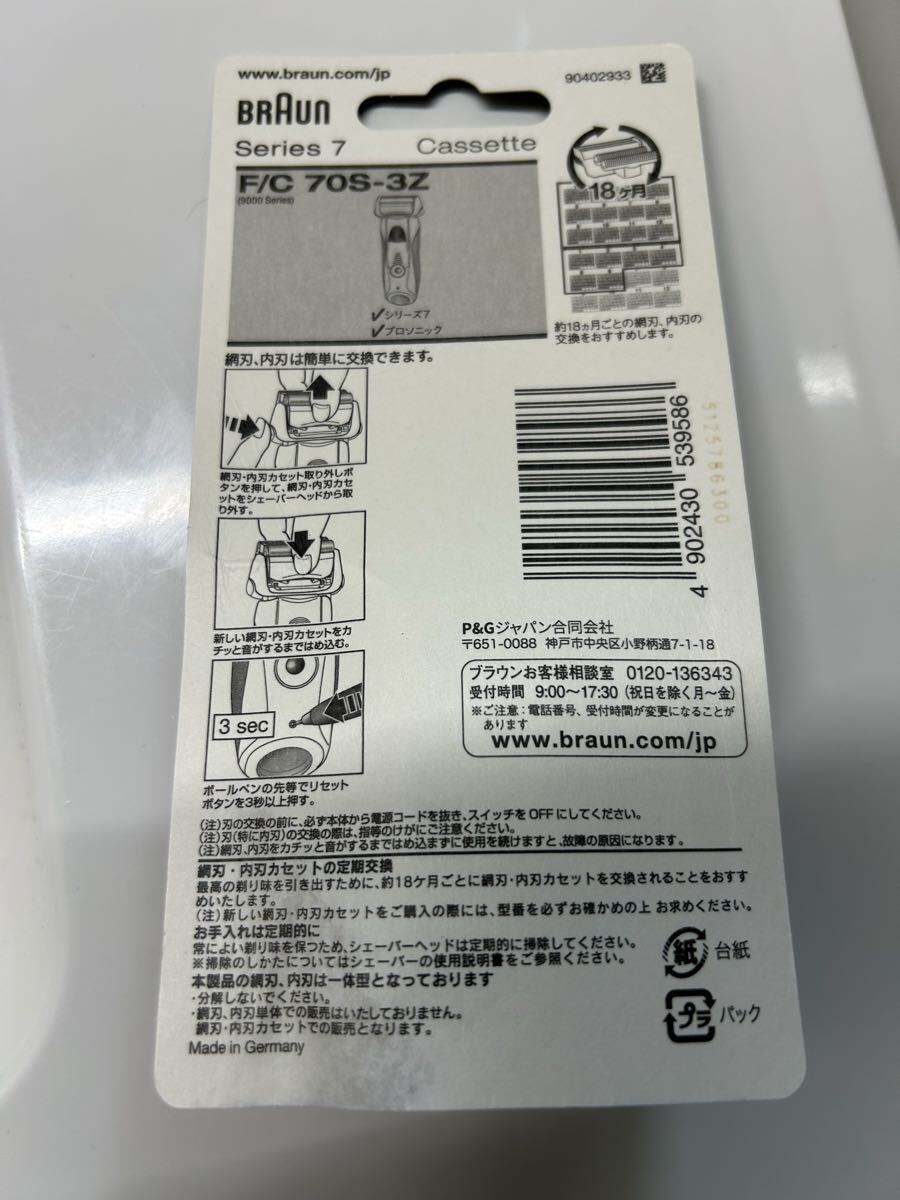 www.braun.com/jp
90402933
BRAUN
Series 7 Cassette
F/C 70S-3Z
(9000 Series)
シリーズ7
プロソニック
18ヶ月
約18ヵ月ごとの網刃、内刃の
交換をおすすめします。
網刃、内刃は簡単に交換できます。
網刃・内刃カセット取り外しボ
タンを押して、網刃・内刃カセ
ットをシェーバーヘッドから取
り外す。
新しい網刃・内刃カセットをカ
チッと音がするまではめ込む。
3 sec
ボールペンの先等でリセット
ボタンを3秒以上押す。
4 902430 539586
5125786300
P&Gジャパン合同会社
〒651-0088 神戸市中央区小野柄通7-1-18
ブラウンお客様相談室 0120-136343
受付時間 9:00〜17:30(祝日を除く月〜金)
※ご注意:電話番号、受付時間が変更になることが
あります
www.braun.com/jp
(注)刃の交換の前に、必ず本体から電源コードを抜き、スイッチをOFFにしてください。
(注)刃(特に内刃)の交換の際は、指等のけがにご注意ください。
(注)網刃、内刃をカチッと音がするまではめ込まずに使用を続けますと、故障の原因になります。
網刃・内刃カセットの定期交換
最高の剃り味を引き出すために、約18ケ月ごとに網刃・内刃カセットを交換されることをおすす
めいたします。
(注)新しい網刃・内刃カセットをご購入の際には、型番を必ずお確かめの上 お求めください。
お手入れは定期的に
常によい剃り味を保つため、シェーバーヘッドは定期的に掃除してください。
※掃除のしかたについてはシェーバーの使用説明書をご参照ください。
本製品の網刃、内刃は一体型となっております
・分解しないでください。
・網刃、内刃単体での販売はいたしておりません。
網刃・内刃カセットでの販売となります。
Made in Germany
紙 台紙
プラ パック